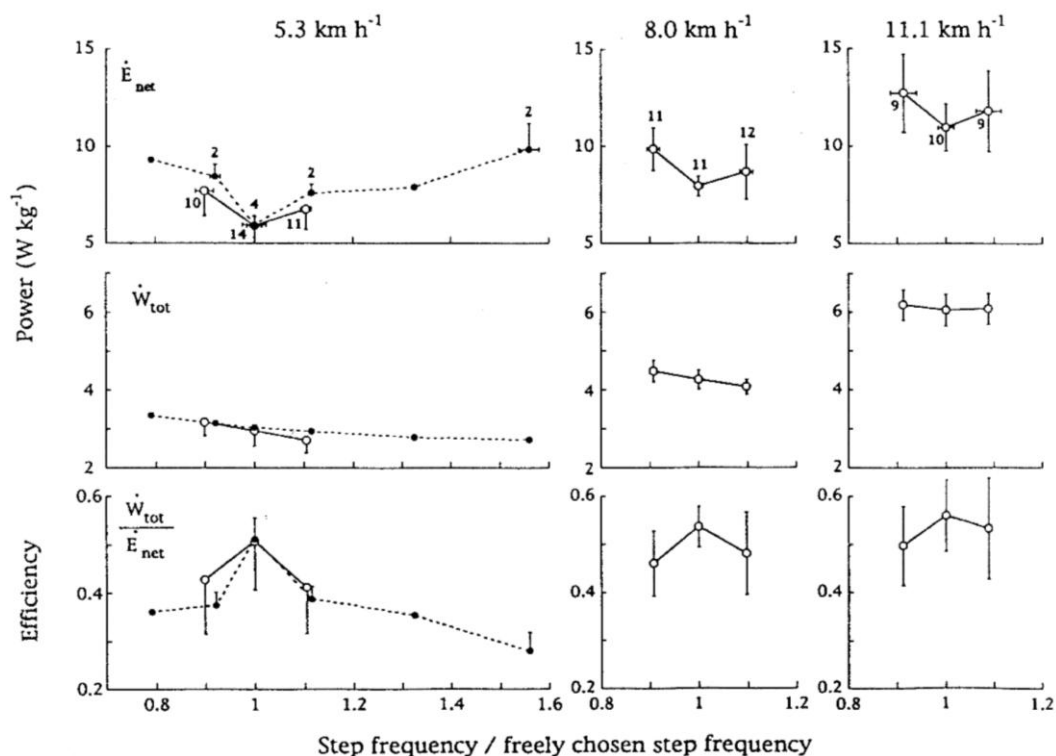 5.3 km h⁻¹ 8.0 km h⁻¹ 11.1 km h⁻¹
15 15 15
Ė net
2 11 12 9 10 9
10 10 10
2 2 11
4
10 14 11
5 5 5
Power (W kg⁻¹)
Ẇ tot
6 6 6
4 4 4
2 2 2
0.6 0.6 0.6
Ẇ tot
Ė net
0.4 0.4 0.4
Efficiency
0.2 0.2 0.2
0.8 1 1.2 1.4 1.6 0.8 1 1.2 0.8 1 1.2
Step frequency / freely chosen step frequency